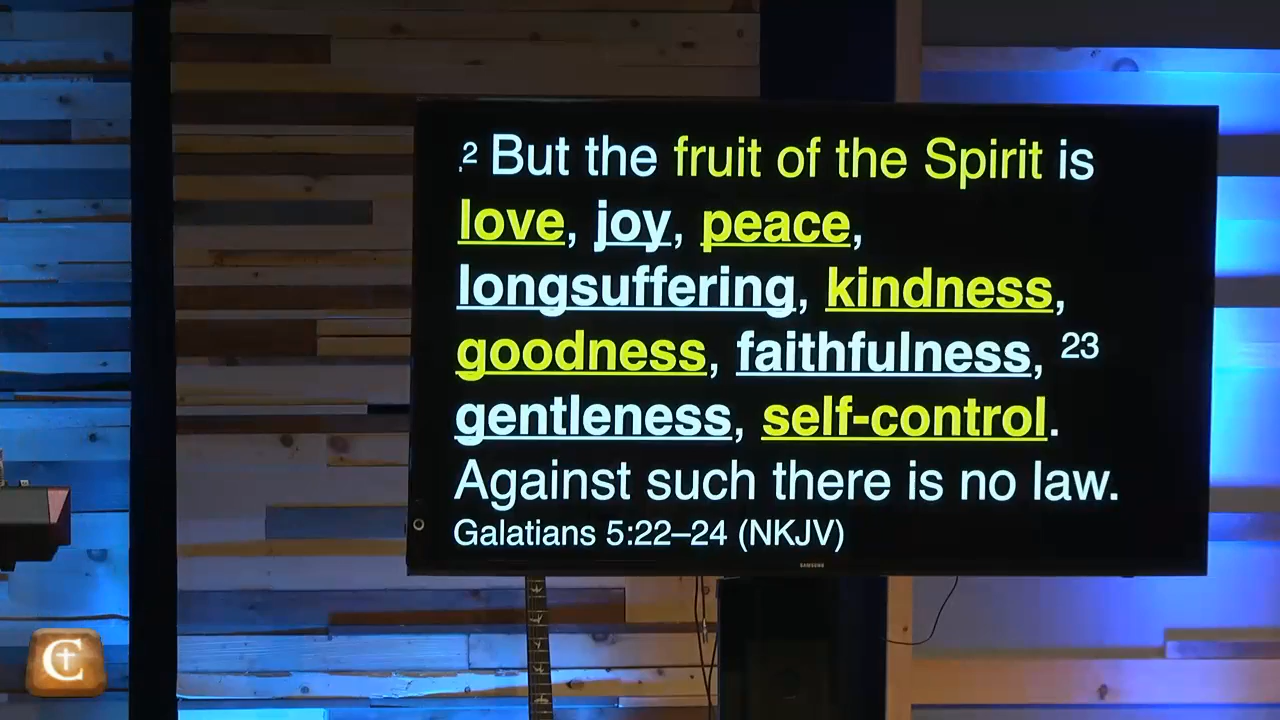 2 But the fruit of the Spirit is
love, joy, peace,
longsuffering, kindness,
goodness, faithfulness, 23
gentleness, self-control.
Against such there is no law.
Galatians 5:22–24 (NKJV)
SAMSUNG
C